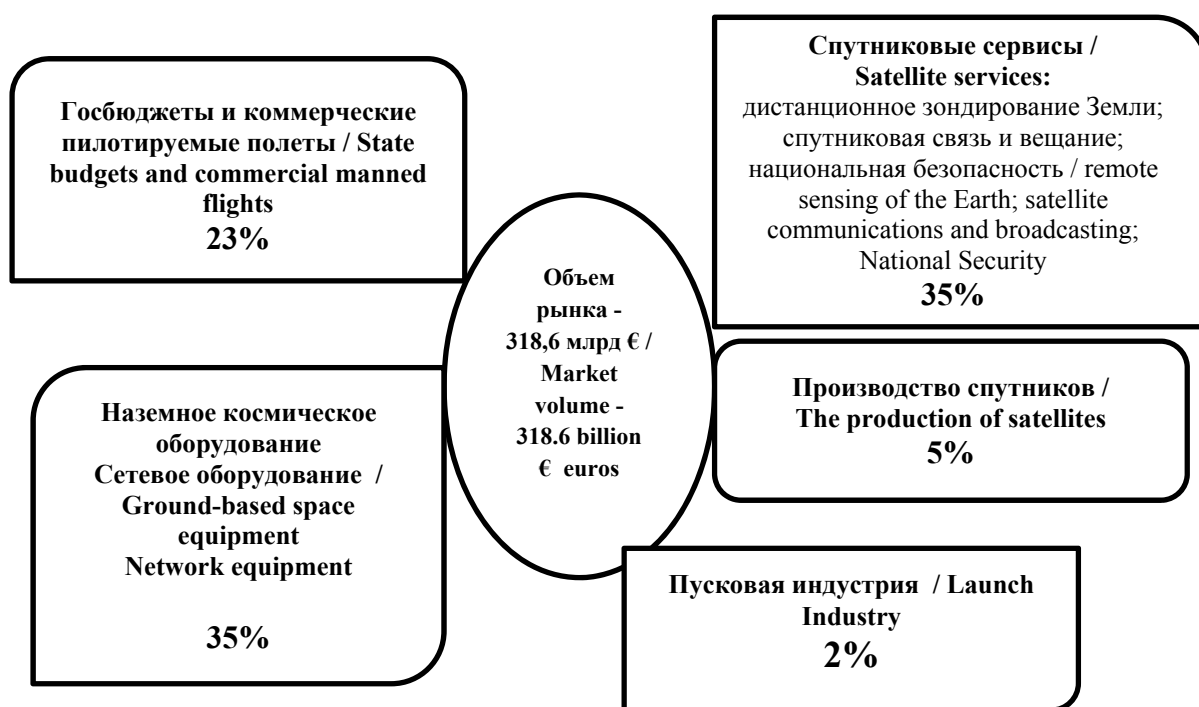 Госбюджеты и коммерческие
пилотируемые полеты / State
budgets and commercial manned
flights
23%
Спутниковые сервисы /
Satellite services:
дистанционное зондирование Земли;
спутниковая связь и вещание;
национальная безопасность / remote
sensing of the Earth; satellite
communications and broadcasting;
National Security
35%
Объем
рынка -
318,6 млрд € /
Market
volume -
318.6 billion
€ euros
Наземное космическое
оборудование
Сетевое оборудование /
Ground-based space
equipment
Network equipment
35%
Производство спутников /
The production of satellites
5%
Пусковая индустрия / Launch
Industry
2%